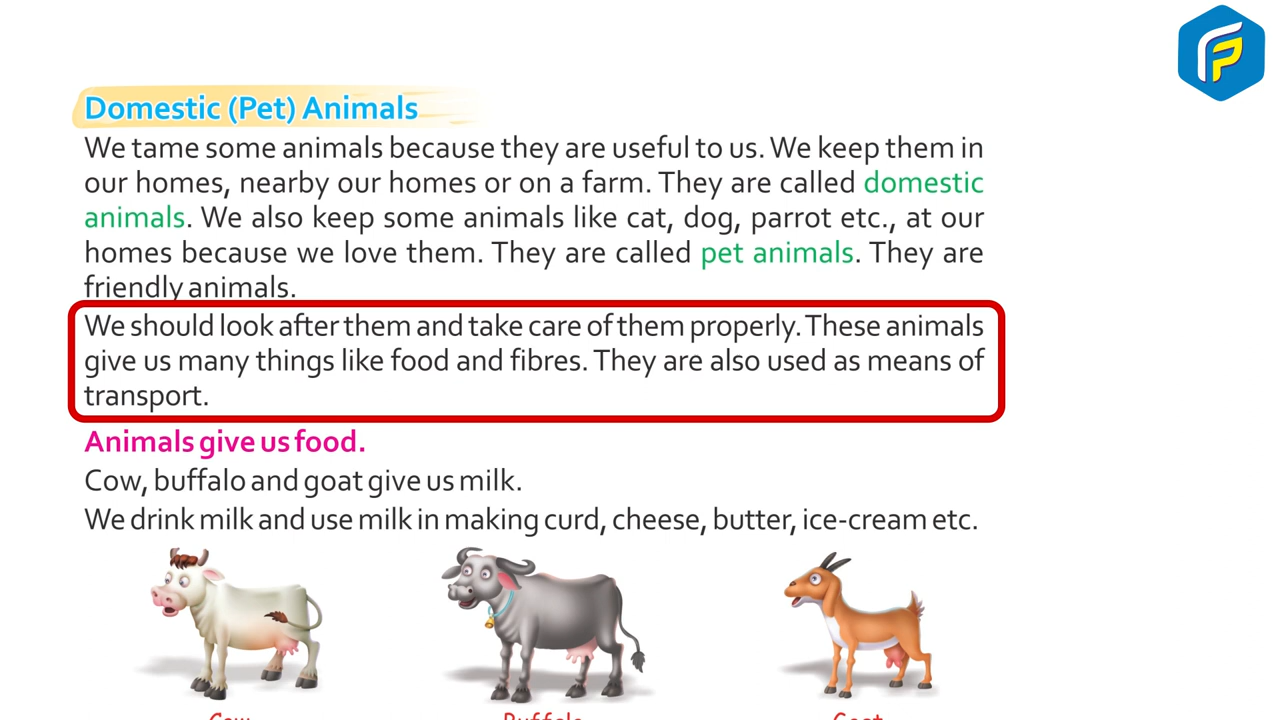 Domestic (Pet) Animals
We tame some animals because they are useful to us. We keep them in
our homes, nearby our homes or on a farm. They are called domestic
animals. We also keep some animals like cat, dog, parrot etc., at our
homes because we love them. They are called pet animals. They are
friendly animals.
We should look after them and take care of them properly. These animals
give us many things like food and fibres. They are also used as means of
transport.
Animals give us food.
Cow, buffalo and goat give us milk.
We drink milk and use milk in making curd, cheese, butter, ice-cream etc.
Cow Buffalo Goat